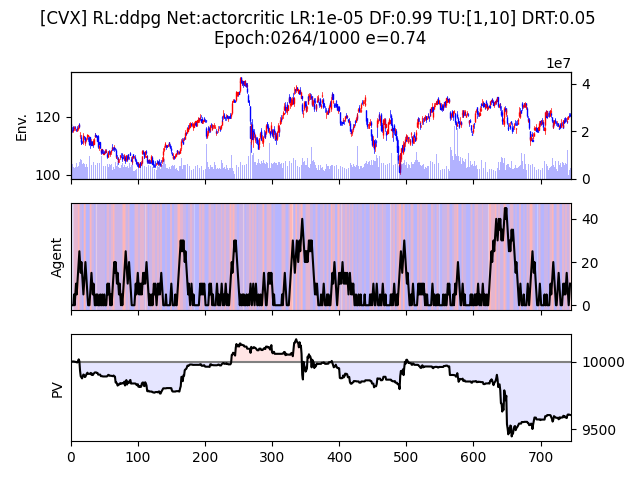 [CVX] RL:ddpg Net:actorcritic LR:1e-05 DF:0.99 TU:[1,10] DRT:0.05
Epoch:0264/1000 e=0.74
1e7
Env.
120
100
4
2
0
Agent
40
20
0
PV
10000
9500
0 100 200 300 400 500 600 700